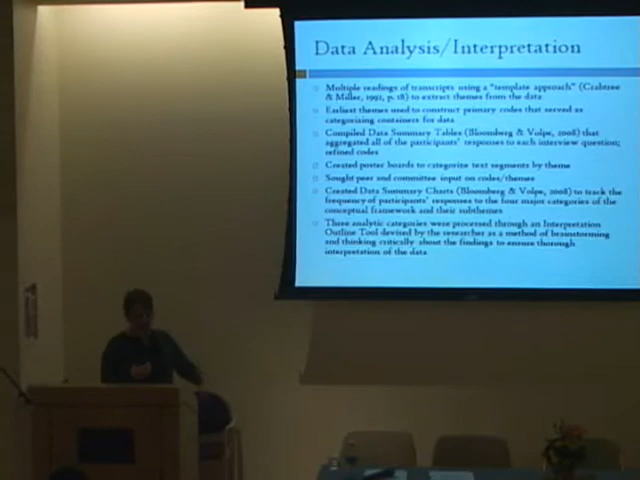 Data Analysis/Interpretation
Multiple readings of transcripts using a "template approach" (Crabtree
& Miller, 1992, p. 18) to extract themes from the data
Earliest themes used to construct primary codes that served as
categorizing containers for data
Compiled Data Summary Tables (Bloomberg & Volpe, 2008) that
aggregated all of the participants' responses to each interview question;
refined codes
Created poster boards to categorize text segments by theme
Sought peer and committee input on codes/themes
Created Data Summary Charts (Bloomberg & Volpe, 2008) to track the
frequency of participants' responses to the four major categories of the
conceptual framework and their subthemes
Three analytic categories were processed through an Interpretation
Outline Tool devised by the researcher as a method of brainstorming
and thinking critically about the findings to ensure thorough
interpretation of the data